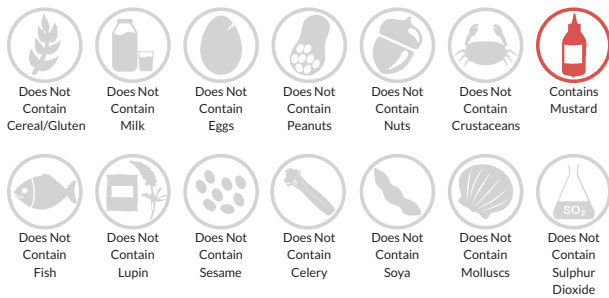 Does Not Contain Cereal/Gluten
Does Not Contain Milk
Does Not Contain Eggs
Does Not Contain Peanuts
Does Not Contain Nuts
Does Not Contain Crustaceans
Contains Mustard
SO₂
Does Not Contain Fish
Does Not Contain Lupin
Does Not Contain Sesame
Does Not Contain Celery
Does Not Contain Soya
Does Not Contain Molluscs
Does Not Contain Sulphur Dioxide